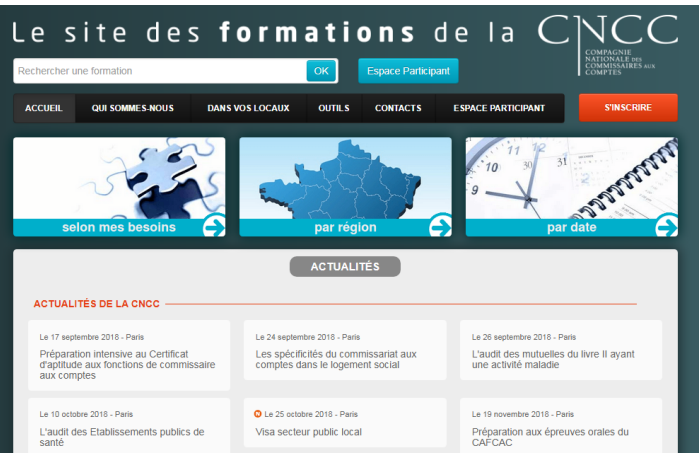 Le site des formations de la CNCC
COMPAGNIE
NATIONALE DES
COMMISSAIRES AUX
COMPTES
Rechercher une formation
OK
Espace Participant
ACCUEIL
QUI SOMMES-NOUS
DANS VOS LOCAUX
OUTILS
CONTACTS
ESPACE PARTICIPANT
S'INSCRIRE
selon mes besoins
par région
11 12
10
9
30 31
par date
ACTUALITÉS
ACTUALITÉS DE LA CNCC
Le 17 septembre 2018 - Paris
Préparation intensive au Certificat
d'aptitude aux fonctions de commissaire
aux comptes
Le 24 septembre 2018 - Paris
Les spécificités du commissariat aux
comptes dans le logement social
Le 26 septembre 2018 - Paris
L'audit des mutuelles du livre II ayant
une activité maladie
Le 10 octobre 2018 - Paris
L'audit des Etablissements publics de
santé
N Le 25 octobre 2018 - Paris
Visa secteur public local
Le 19 novembre 2018 - Paris
Préparation aux épreuves orales du
CAFCAC